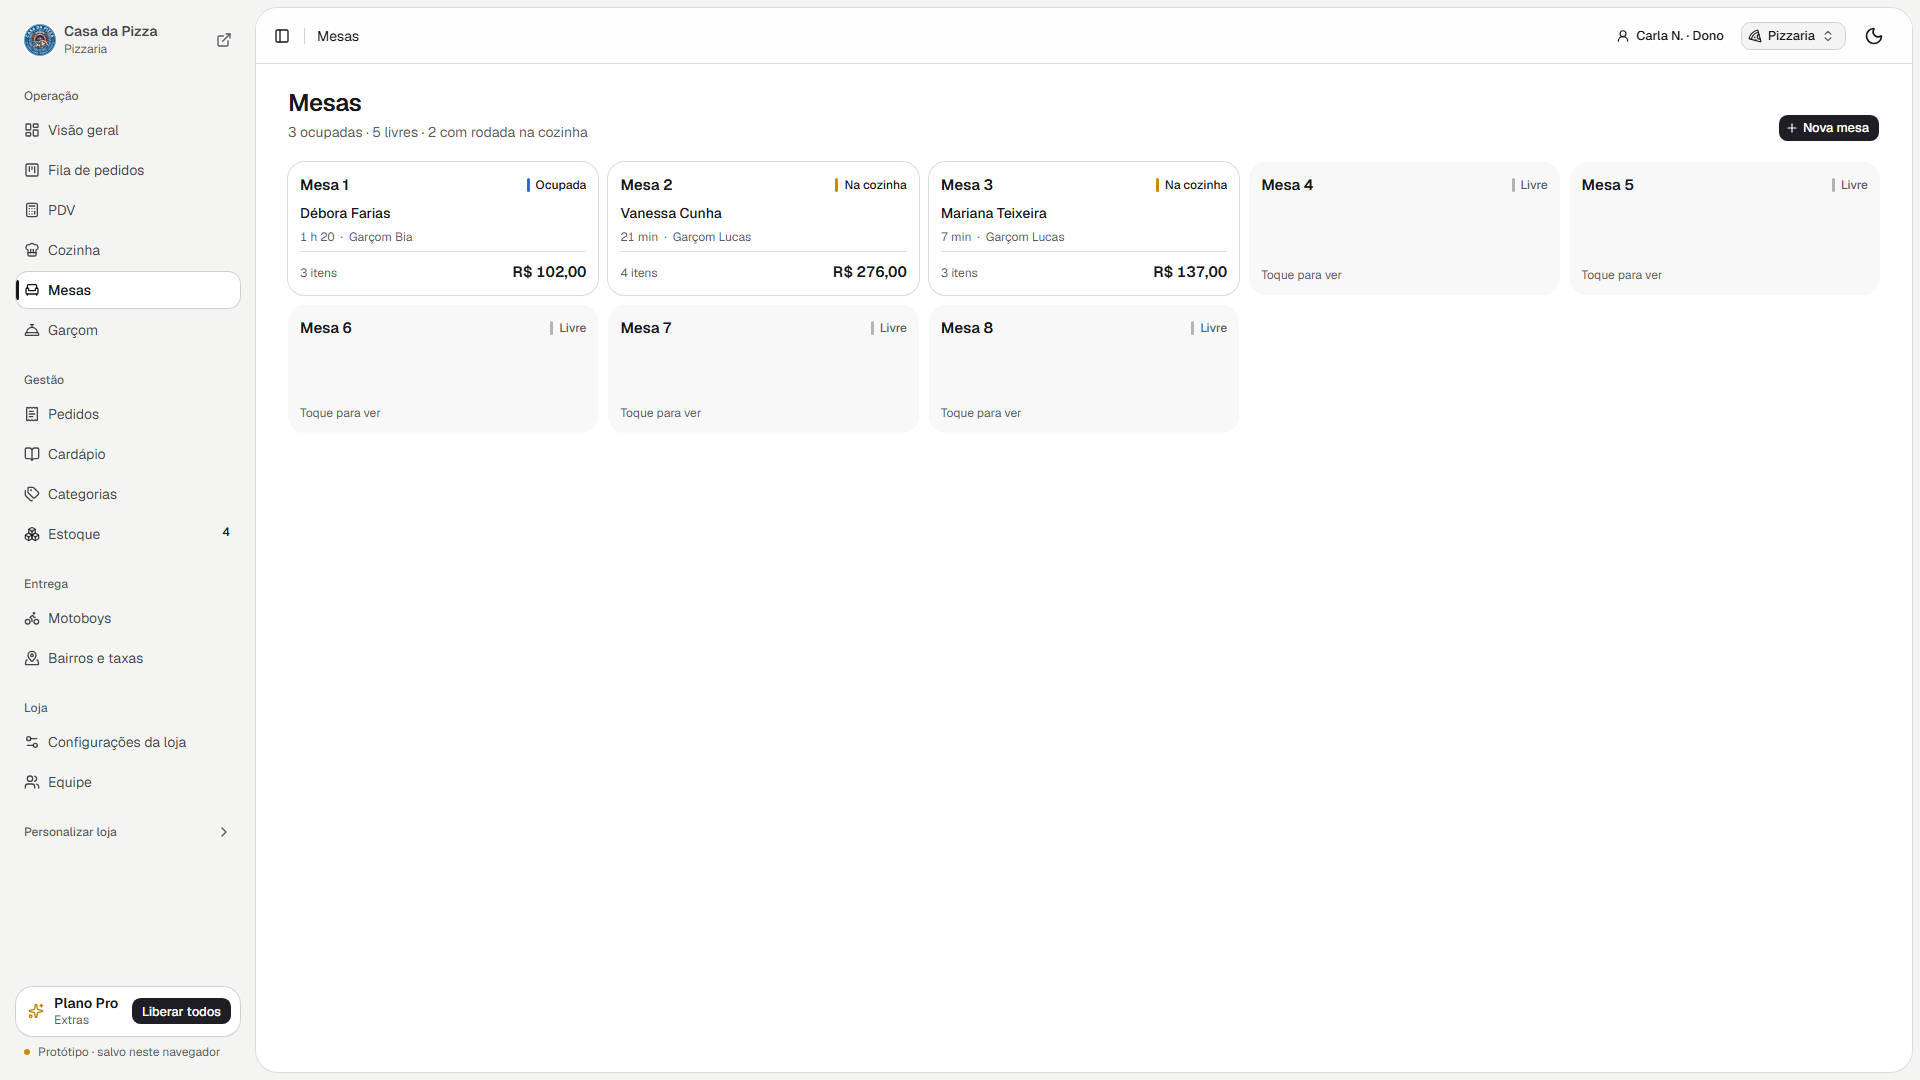 Casa da Pizza
Pizzaria
Operação
Visão geral
Fila de pedidos
PDV
Cozinha
Mesas
Garçom
Gestão
Pedidos
Cardápio
Categorias
Estoque 4
Entrega
Motoboys
Bairros e taxas
Loja
Configurações da loja
Equipe
Personalizar loja
Plano Pro
Extras
Liberar todos
Protótipo · salvo neste navegador
Mesas
Carla N. · Dono
Pizzaria
Mesas
3 ocupadas · 5 livres · 2 com rodada na cozinha
Nova mesa
Mesa 1 Ocupada
Débora Farias
1 h 20 · Garçom Bia
3 itens R$ 102,00
Mesa 2 Na cozinha
Vanessa Cunha
21 min · Garçom Lucas
4 itens R$ 276,00
Mesa 3 Na cozinha
Mariana Teixeira
7 min · Garçom Lucas
3 itens R$ 137,00
Mesa 4 Livre
Toque para ver
Mesa 5 Livre
Toque para ver
Mesa 6 Livre
Toque para ver
Mesa 7 Livre
Toque para ver
Mesa 8 Livre
Toque para ver